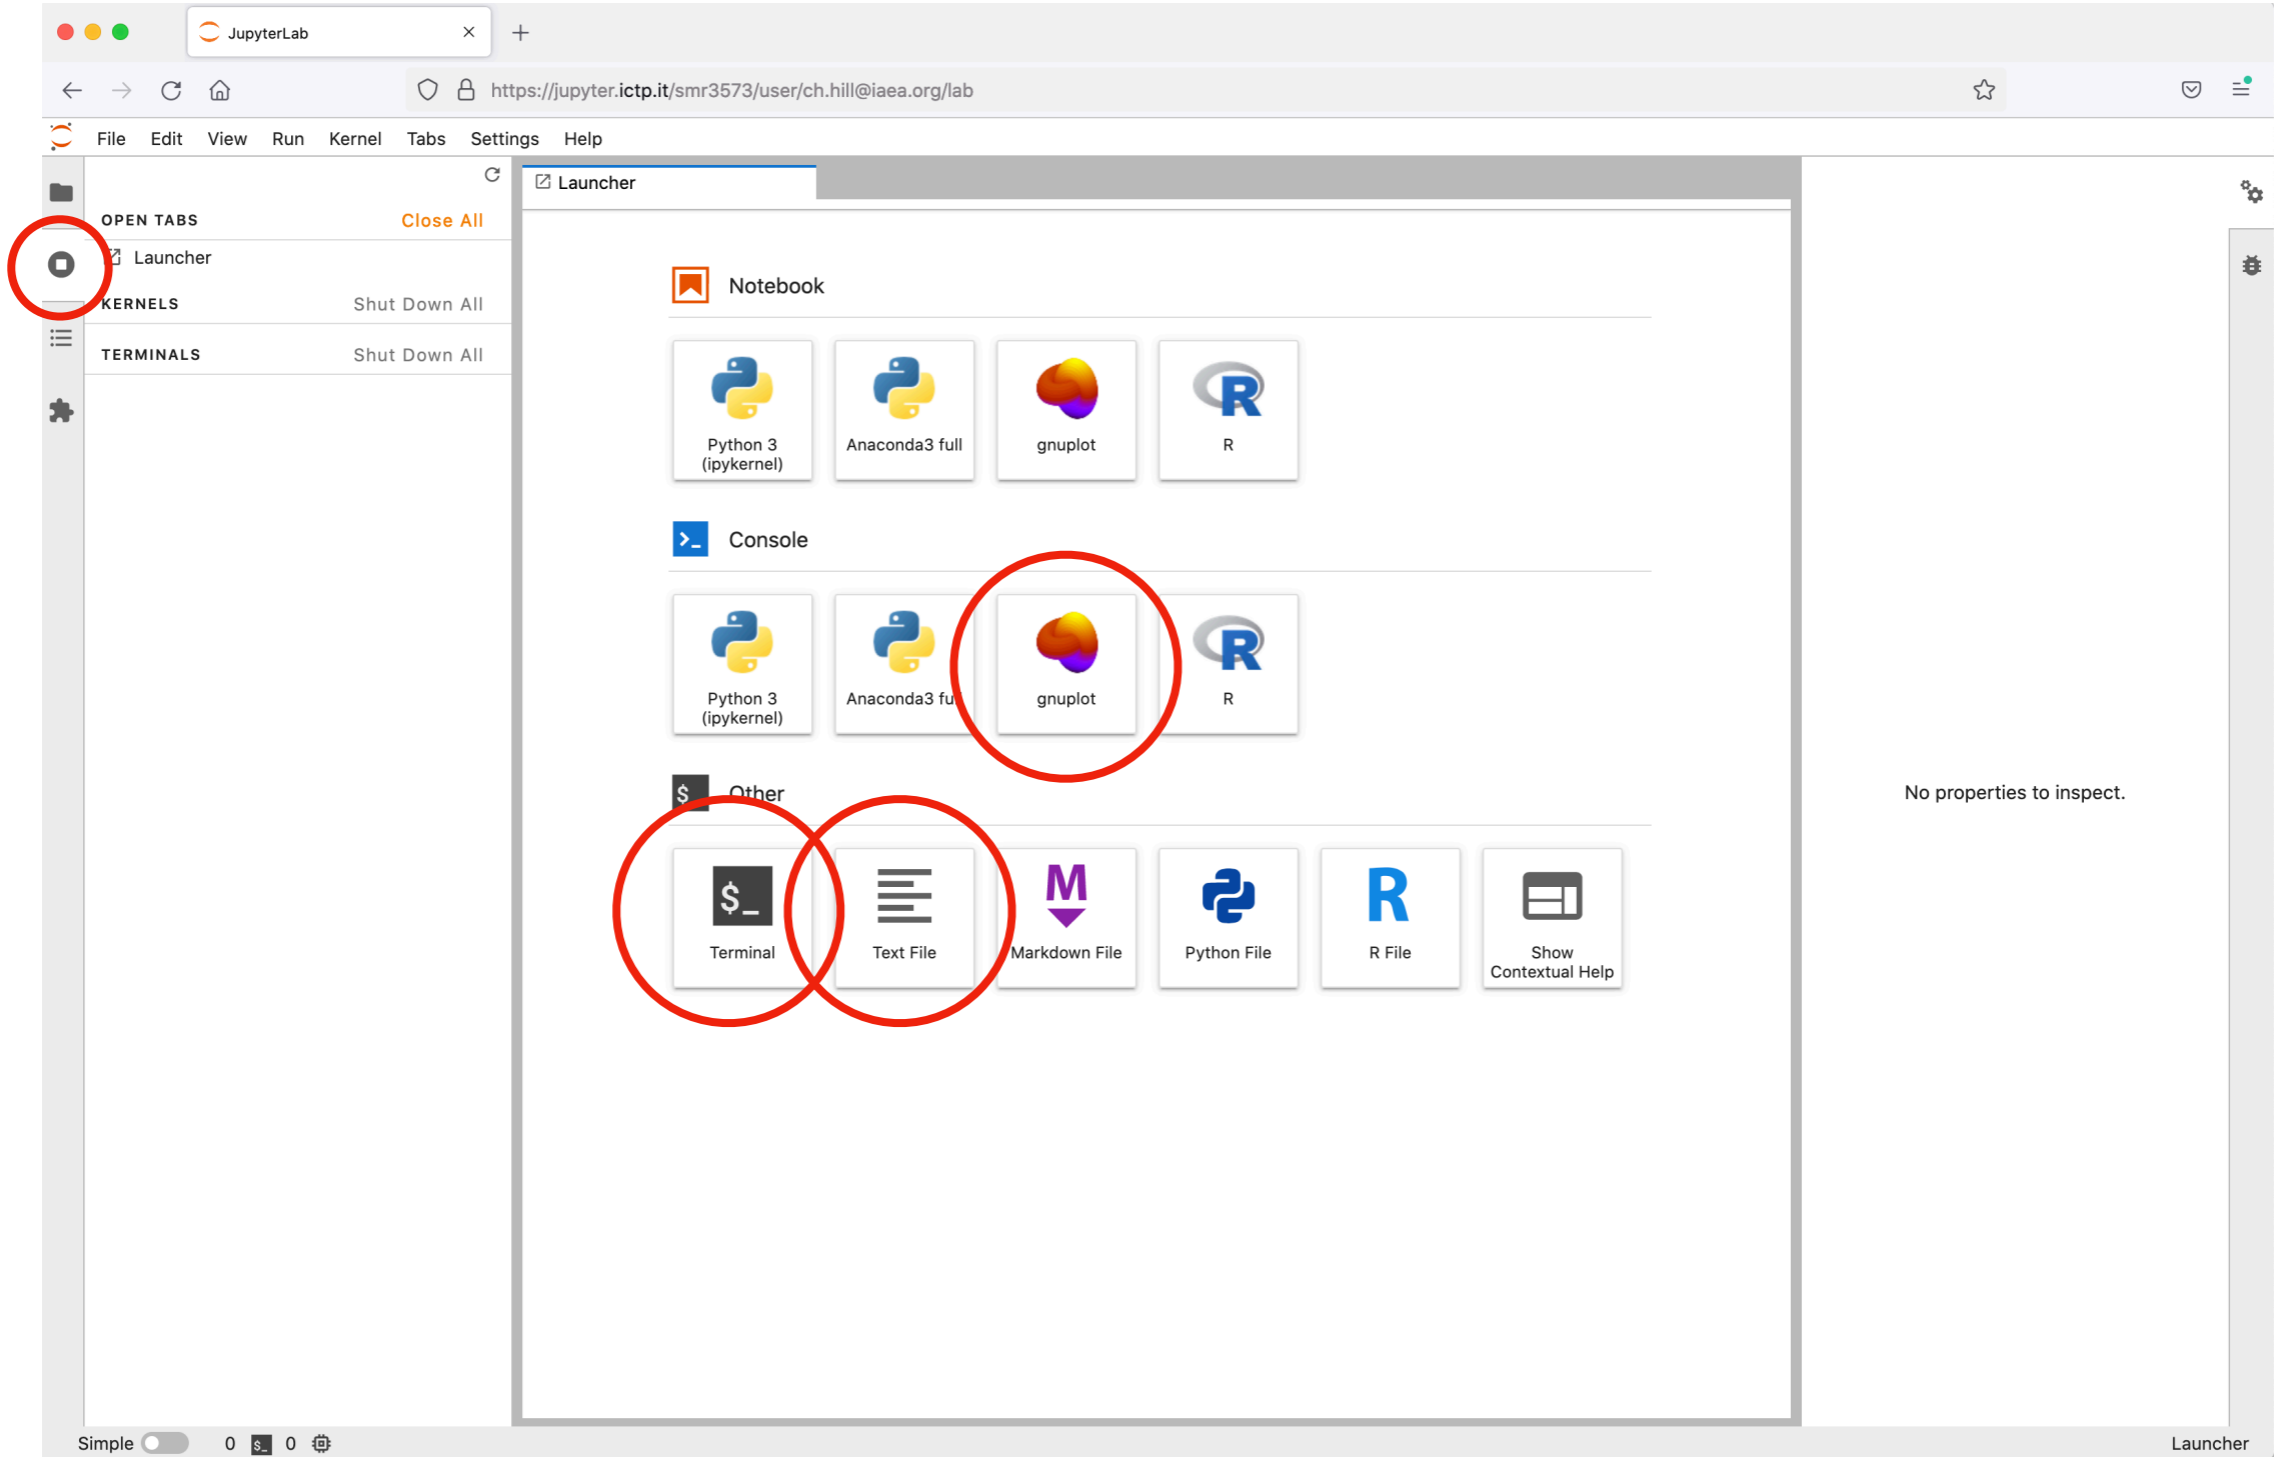 JupyterLab
https://jupyter.ictp.it/smr3573/user/ch.hill@iaea.org/lab
File Edit View Run Kernel Tabs Settings Help
OPEN TABS Close All
Launcher
KERNELS Shut Down All
TERMINALS Shut Down All
Launcher
Notebook
Python 3 (ipykernel)
Anaconda3 full
gnuplot
R
Console
Python 3 (ipykernel)
Anaconda3 full
gnuplot
R
$_ Other
Terminal
Text File
Markdown File
Python File
R File
Show Contextual Help
No properties to inspect.
Simple 0 $_ 0
Launcher